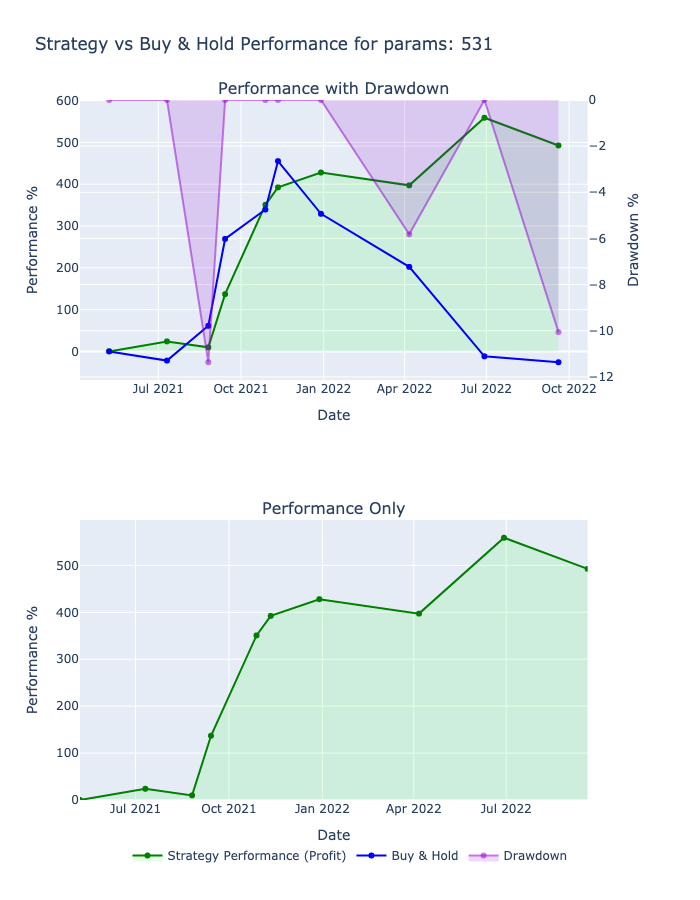 Strategy vs Buy & Hold Performance for params: 531
Performance with Drawdown
600
500
400
300
200
100
0
Performance %
0
−2
−4
−6
−8
−10
−12
Drawdown %
Jul 2021 Oct 2021 Jan 2022 Apr 2022 Jul 2022 Oct 2022
Date
Performance Only
500
400
300
200
100
0
Performance %
Jul 2021 Oct 2021 Jan 2022 Apr 2022 Jul 2022
Date
Strategy Performance (Profit) Buy & Hold Drawdown